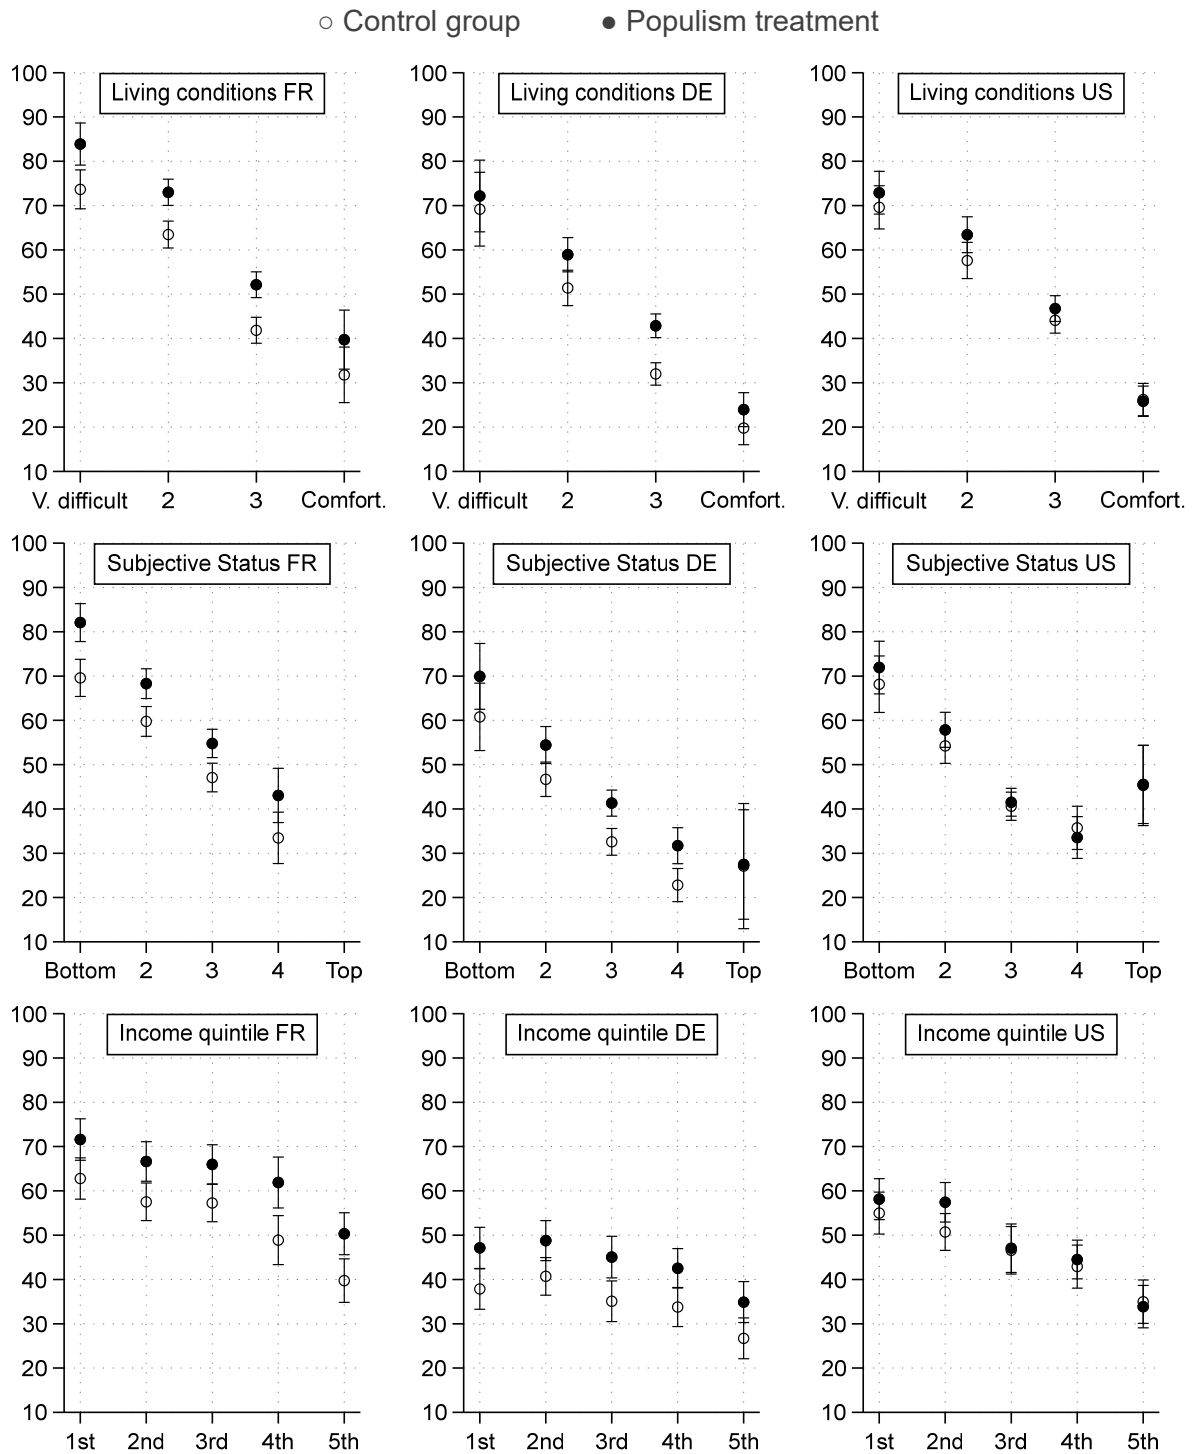 ○ Control group ● Populism treatment
Living conditions FR Living conditions DE Living conditions US
100 100 100
90 90 90
80 80 80
70 70 70
60 60 60
50 50 50
40 40 40
30 30 30
20 20 20
10 10 10
V. difficult 2 3 Comfort. V. difficult 2 3 Comfort. V. difficult 2 3 Comfort.
Subjective Status FR Subjective Status DE Subjective Status US
100 100 100
90 90 90
80 80 80
70 70 70
60 60 60
50 50 50
40 40 40
30 30 30
20 20 20
10 10 10
Bottom 2 3 4 Top Bottom 2 3 4 Top Bottom 2 3 4 Top
Income quintile FR Income quintile DE Income quintile US
100 100 100
90 90 90
80 80 80
70 70 70
60 60 60
50 50 50
40 40 40
30 30 30
20 20 20
10 10 10
1st 2nd 3rd 4th 5th 1st 2nd 3rd 4th 5th 1st 2nd 3rd 4th 5th